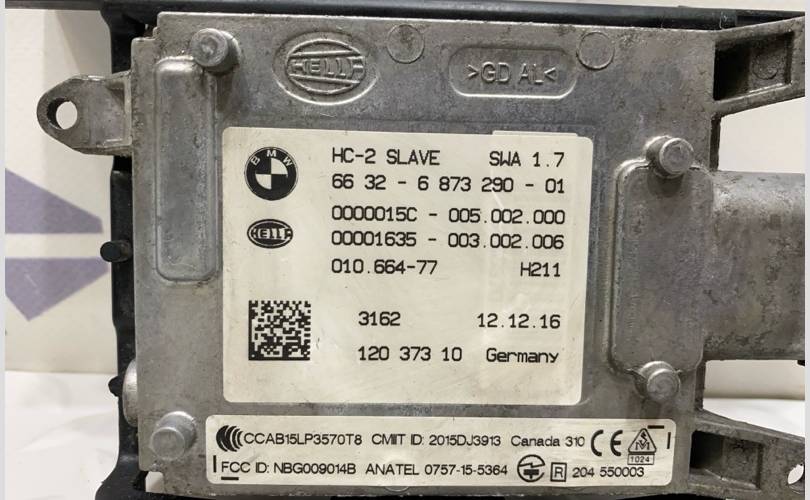 HELLA >GD AL<
BMW HC-2 SLAVE SWA 1.7
66 32 - 6 873 290 - 01
0000015C - 005.002.000
HELLA 00001635 - 003.002.006
010.664-77 H211
3162 12.12.16
120 373 10 Germany
CCAB15LP3570T8 CMIT ID: 2015DJ3913 Canada 310 CE
1024
FCC ID: NBG009014B ANATEL 0757-15-5364 R 204 550003